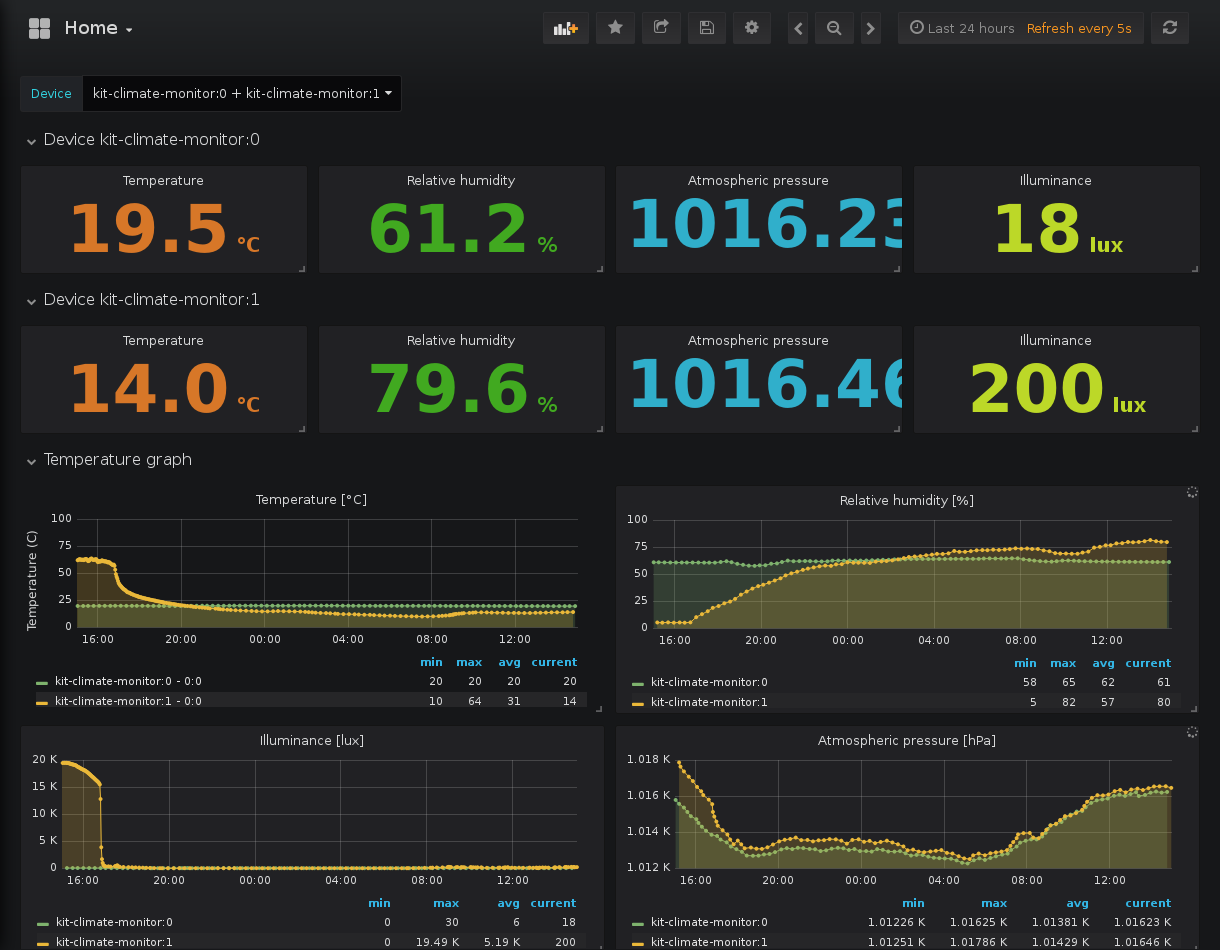 Home
Last 24 hours Refresh every 5s
Device kit-climate-monitor:0 + kit-climate-monitor:1
Device kit-climate-monitor:0
Temperature Relative humidity Atmospheric pressure Illuminance
19.5 °C 61.2 % 1016.23 18 lux
Device kit-climate-monitor:1
Temperature Relative humidity Atmospheric pressure Illuminance
14.0 °C 79.6 % 1016.46 200 lux
Temperature graph
Temperature [°C]
Temperature (C)
100
75
50
25
0
16:00 20:00 00:00 04:00 08:00 12:00
min max avg current
kit-climate-monitor:0 - 0:0 20 20 20 20
kit-climate-monitor:1 - 0:0 10 64 31 14
Relative humidity [%]
100
75
50
25
0
16:00 20:00 00:00 04:00 08:00 12:00
min max avg current
kit-climate-monitor:0 58 65 62 61
kit-climate-monitor:1 5 82 57 80
Illuminance [lux]
20 K
15 K
10 K
5 K
0
16:00 20:00 00:00 04:00 08:00 12:00
min max avg current
kit-climate-monitor:0 0 30 6 18
kit-climate-monitor:1 0 19.49 K 5.19 K 200
Atmospheric pressure [hPa]
1.018 K
1.016 K
1.014 K
1.012 K
16:00 20:00 00:00 04:00 08:00 12:00
min max avg current
kit-climate-monitor:0 1.01226 K 1.01625 K 1.01381 K 1.01623 K
kit-climate-monitor:1 1.01251 K 1.01786 K 1.01429 K 1.01646 K